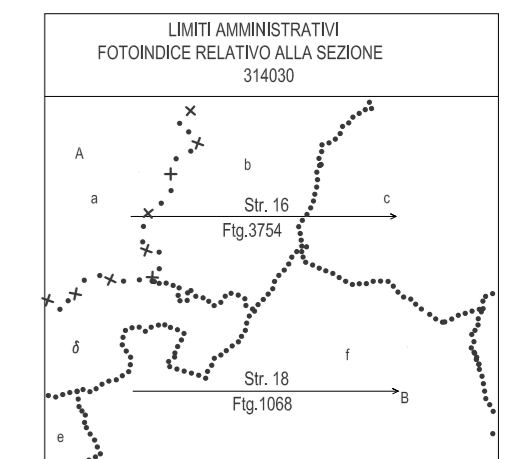 LIMITI AMMINISTRATIVI
FOTOINDICE RELATIVO ALLA SEZIONE
314030
A
b
a
c
Str. 16
Ftg.3754
δ
f
Str. 18
Ftg.1068
B
e